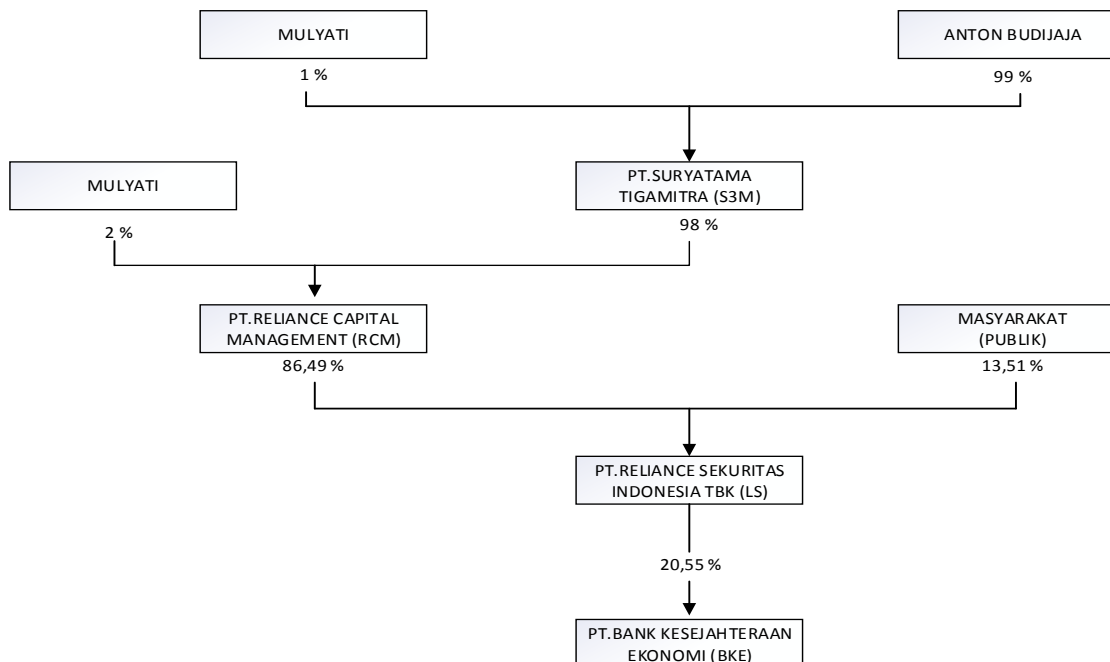 MULYATI
ANTON BUDIJAJA
1 %
99 %
MULYATI
PT.SURYATAMA
TIGAMITRA (S3M)
2 %
98 %
PT.RELIANCE CAPITAL
MANAGEMENT (RCM)
MASYARAKAT
(PUBLIK)
86,49 %
13,51 %
PT.RELIANCE SEKURITAS
INDONESIA TBK (LS)
20,55 %
PT.BANK KESEJAHTERAAN
EKONOMI (BKE)